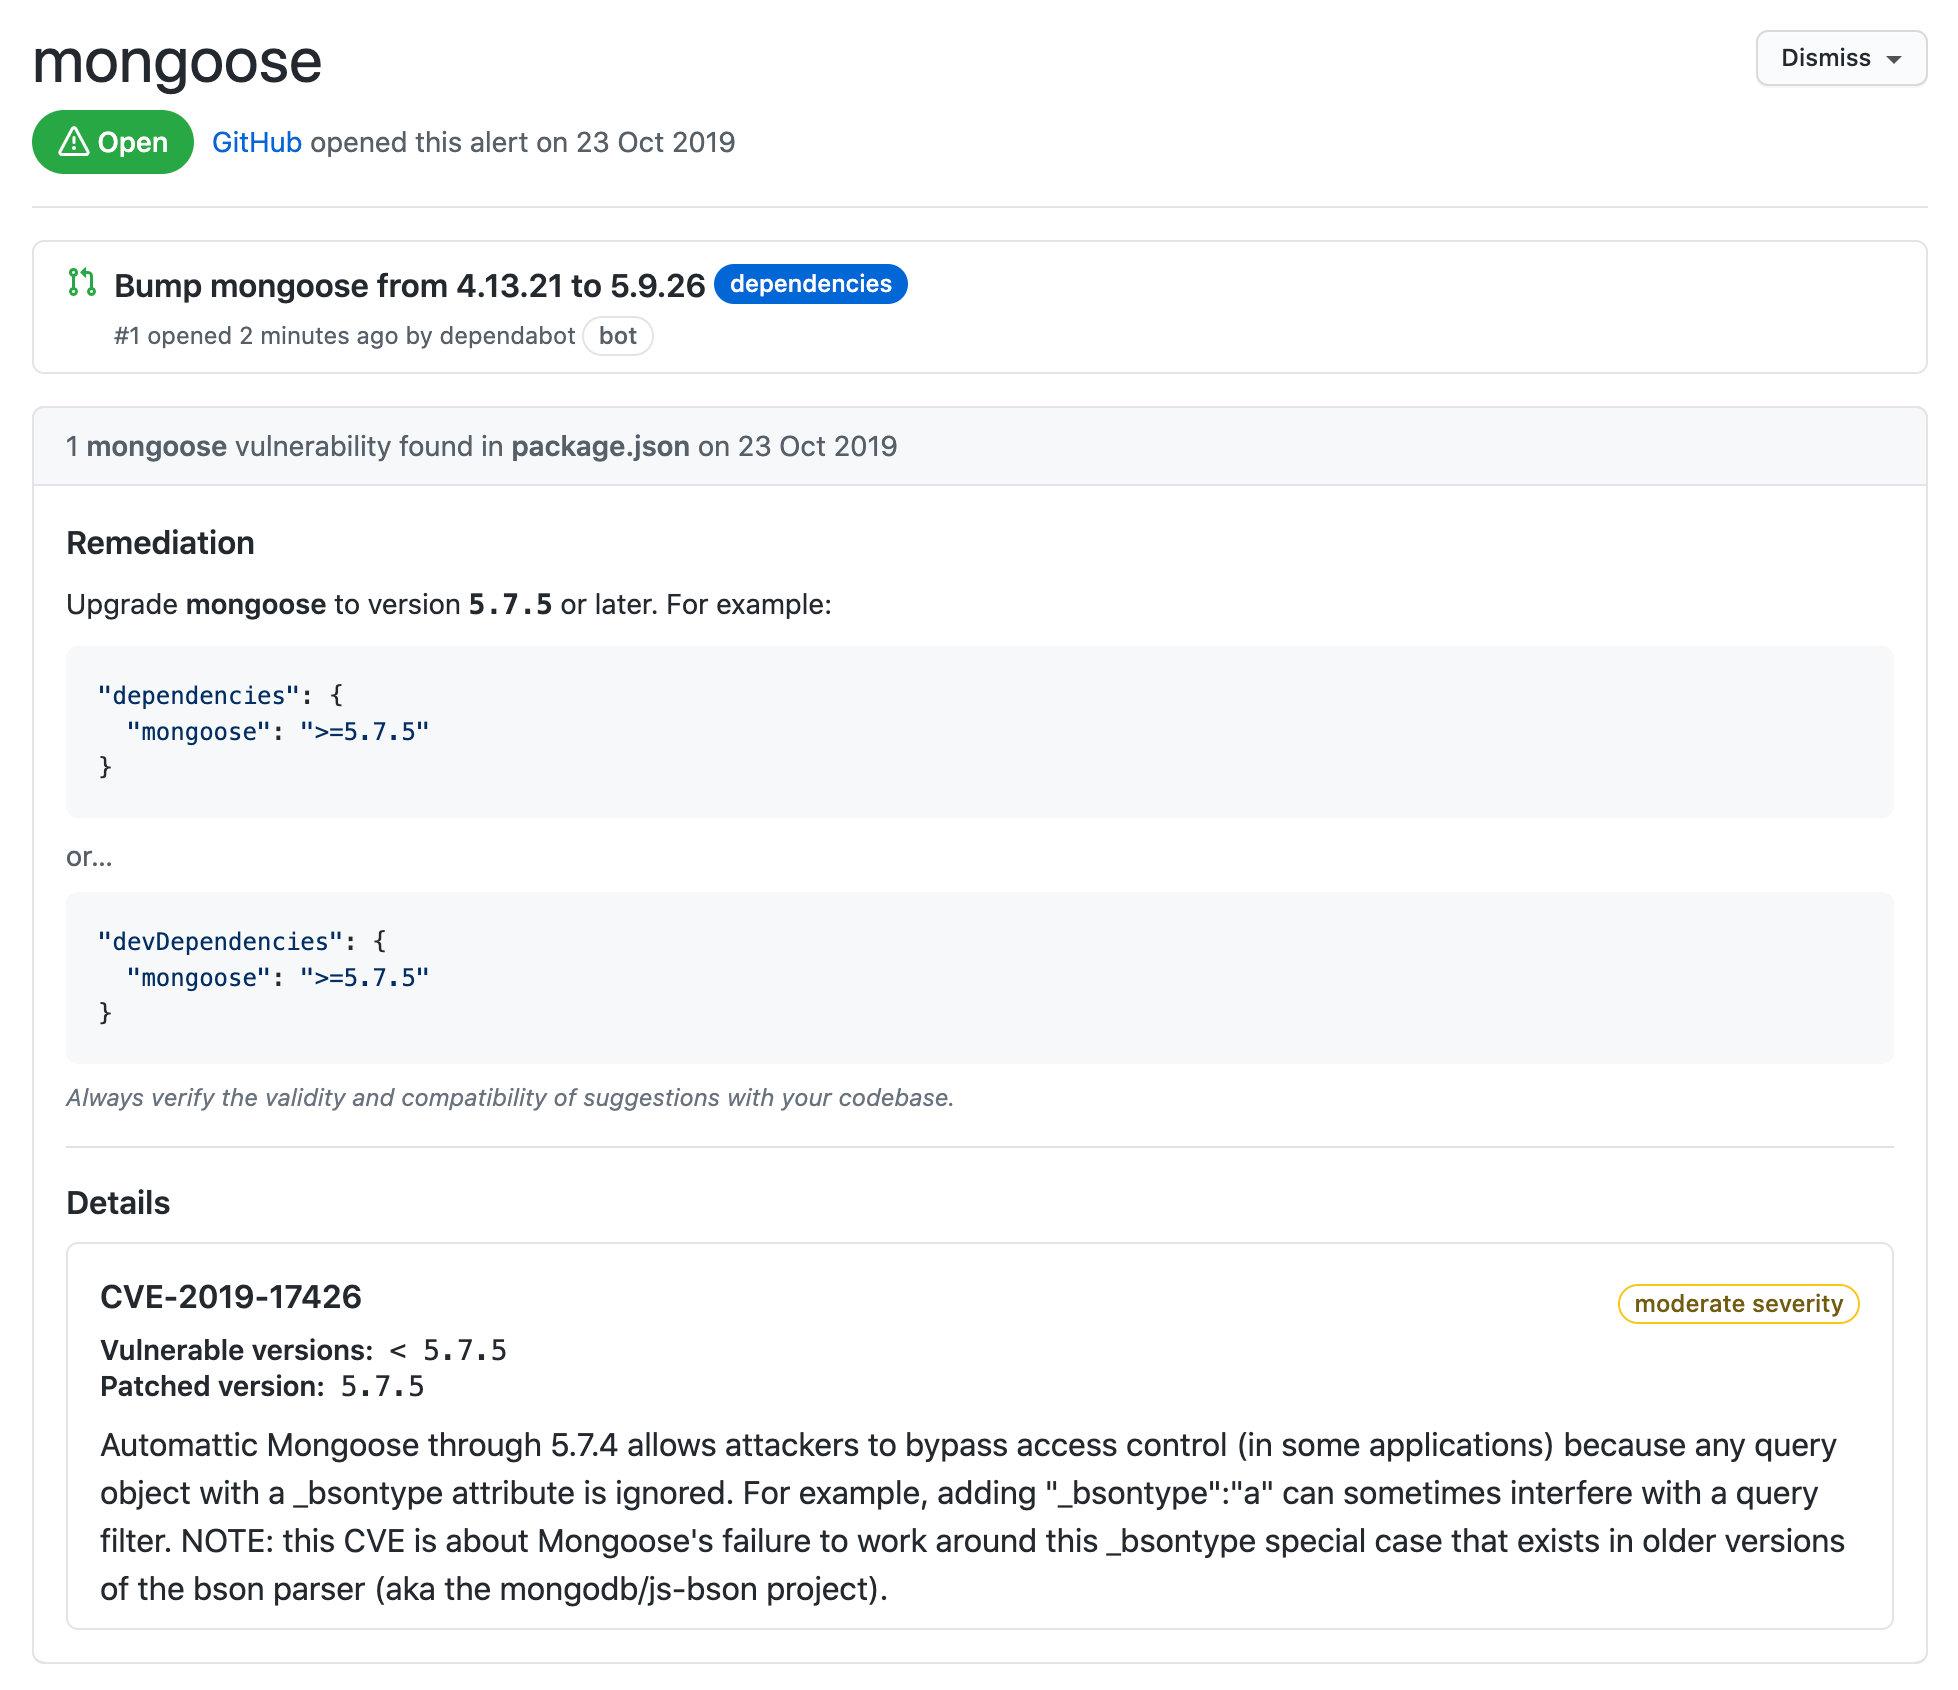 mongoose
Dismiss
Open GitHub opened this alert on 23 Oct 2019
Bump mongoose from 4.13.21 to 5.9.26 dependencies
#1 opened 2 minutes ago by dependabot bot
1 mongoose vulnerability found in package.json on 23 Oct 2019
Remediation
Upgrade mongoose to version 5.7.5 or later. For example:
"dependencies": {
  "mongoose": ">=5.7.5"
}
or...
"devDependencies": {
  "mongoose": ">=5.7.5"
}
Always verify the validity and compatibility of suggestions with your codebase.
Details
CVE-2019-17426
moderate severity
Vulnerable versions: < 5.7.5
Patched version: 5.7.5
Automattic Mongoose through 5.7.4 allows attackers to bypass access control (in some applications) because any query
object with a _bsontype attribute is ignored. For example, adding "_bsontype":"a" can sometimes interfere with a query
filter. NOTE: this CVE is about Mongoose's failure to work around this _bsontype special case that exists in older versions
of the bson parser (aka the mongodb/js-bson project).